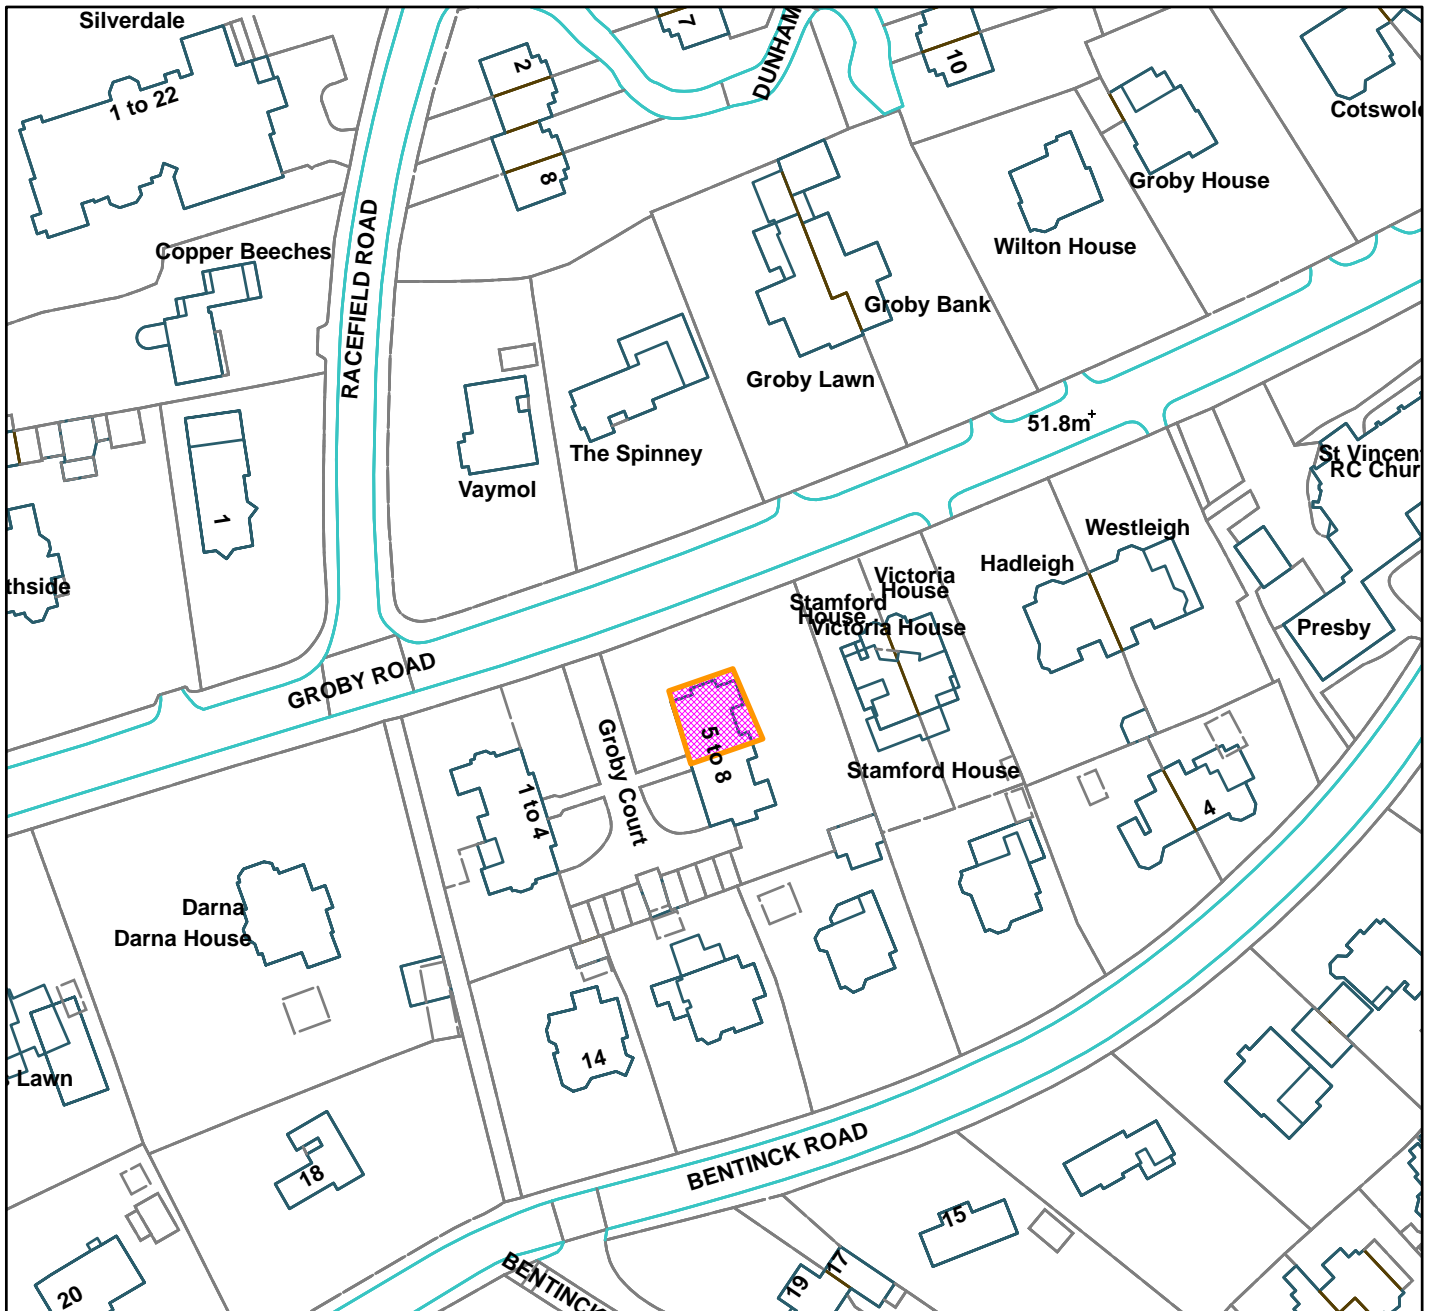 Silverdale
1 to 22
2
8
7
DUNHAM
10
Cotswol
Groby House
Wilton House
Copper Beeches
RACEFIELD ROAD
Groby Bank
Groby Lawn
51.8m
The Spinney
Vaymol
1
St Vincen
RC Chur
Westleigh
Hadleigh
Victoria
House
Stamford
House
Victoria House
thside
Presby
GROBY ROAD
Groby Court
5 to 8
Stamford House
1 to 4
4
Darna
Darna House
14
Lawn
BENTINCK ROAD
18
15
17
19
20
BENTINCK